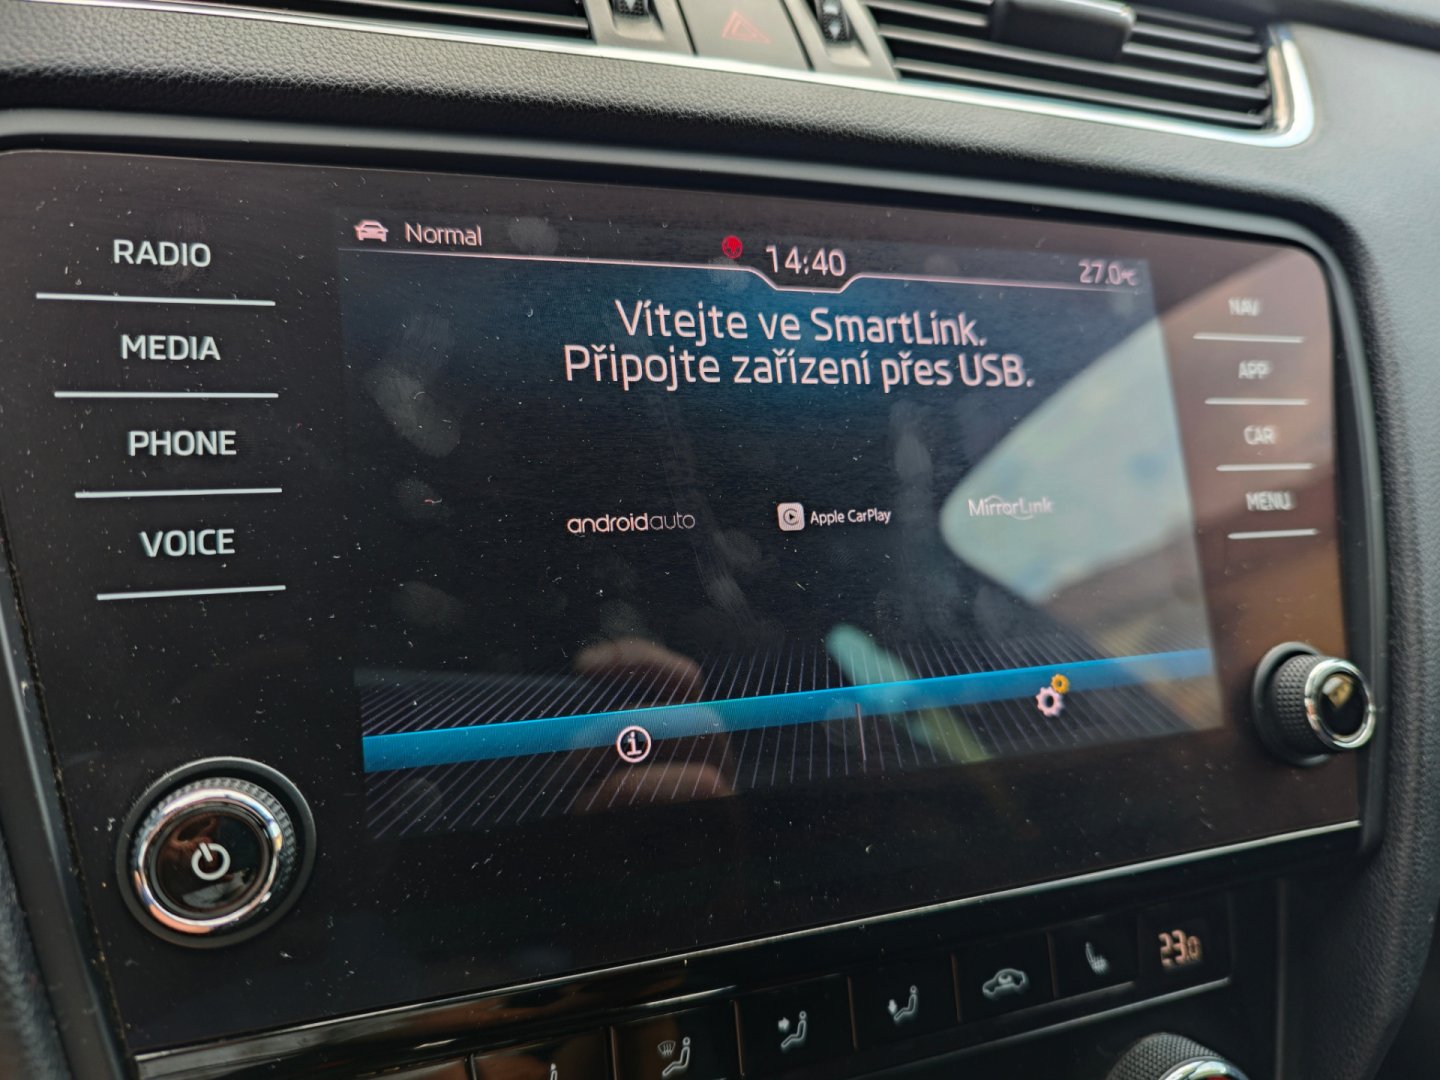 Normal
14:40
27.0°C
RADIO
MEDIA
PHONE
VOICE
Vítejte ve SmartLink.
Připojte zařízení přes USB.
androidauto
Apple CarPlay
MirrorLink
NAV
APP
CAR
MENU
23.0